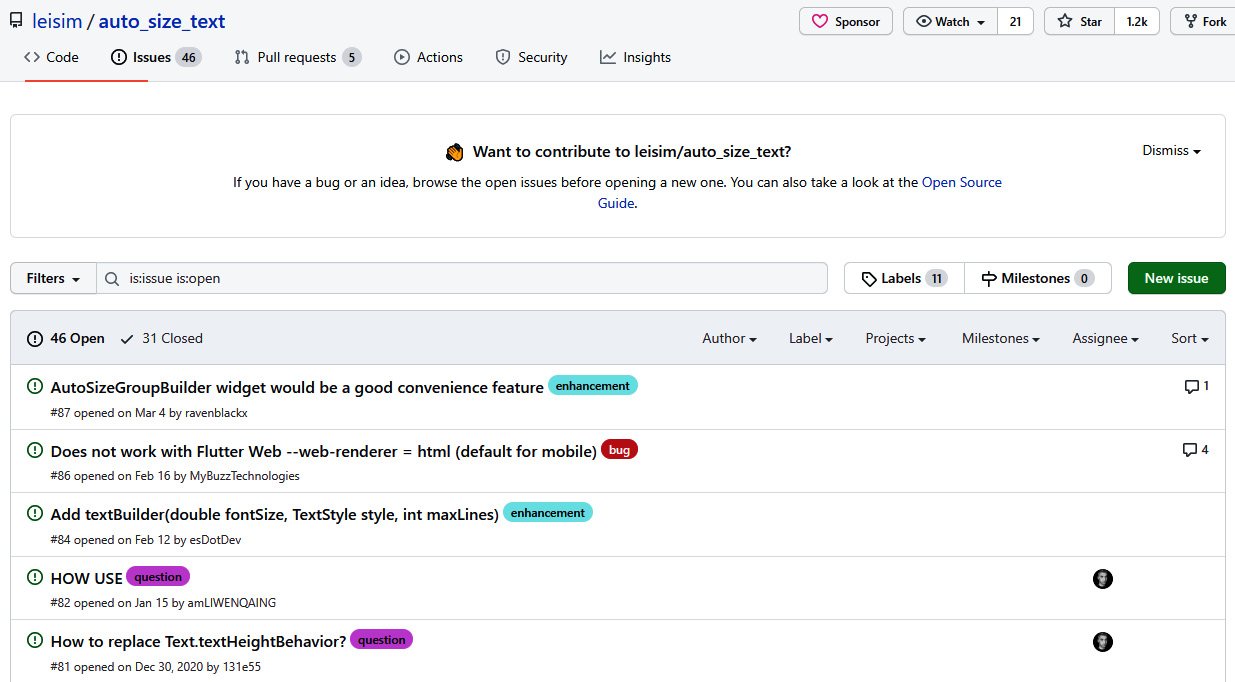 leisim / auto_size_text
Sponsor
Watch 21
Star 1.2k
Fork
Code
Issues 46
Pull requests 5
Actions
Security
Insights
Want to contribute to leisim/auto_size_text?
Dismiss
If you have a bug or an idea, browse the open issues before opening a new one. You can also take a look at the Open Source
Guide.
Filters
is:issue is:open
Labels 11
Milestones 0
New issue
46 Open
31 Closed
Author
Label
Projects
Milestones
Assignee
Sort
AutoSizeGroupBuilder widget would be a good convenience feature enhancement
1
#87 opened on Mar 4 by ravenblackx
Does not work with Flutter Web --web-renderer = html (default for mobile) bug
4
#86 opened on Feb 16 by MyBuzzTechnologies
Add textBuilder(double fontSize, TextStyle style, int maxLines) enhancement
#84 opened on Feb 12 by esDotDev
HOW USE question
#82 opened on Jan 15 by amLIWENQAING
How to replace Text.textHeightBehavior? question
#81 opened on Dec 30, 2020 by 131e55